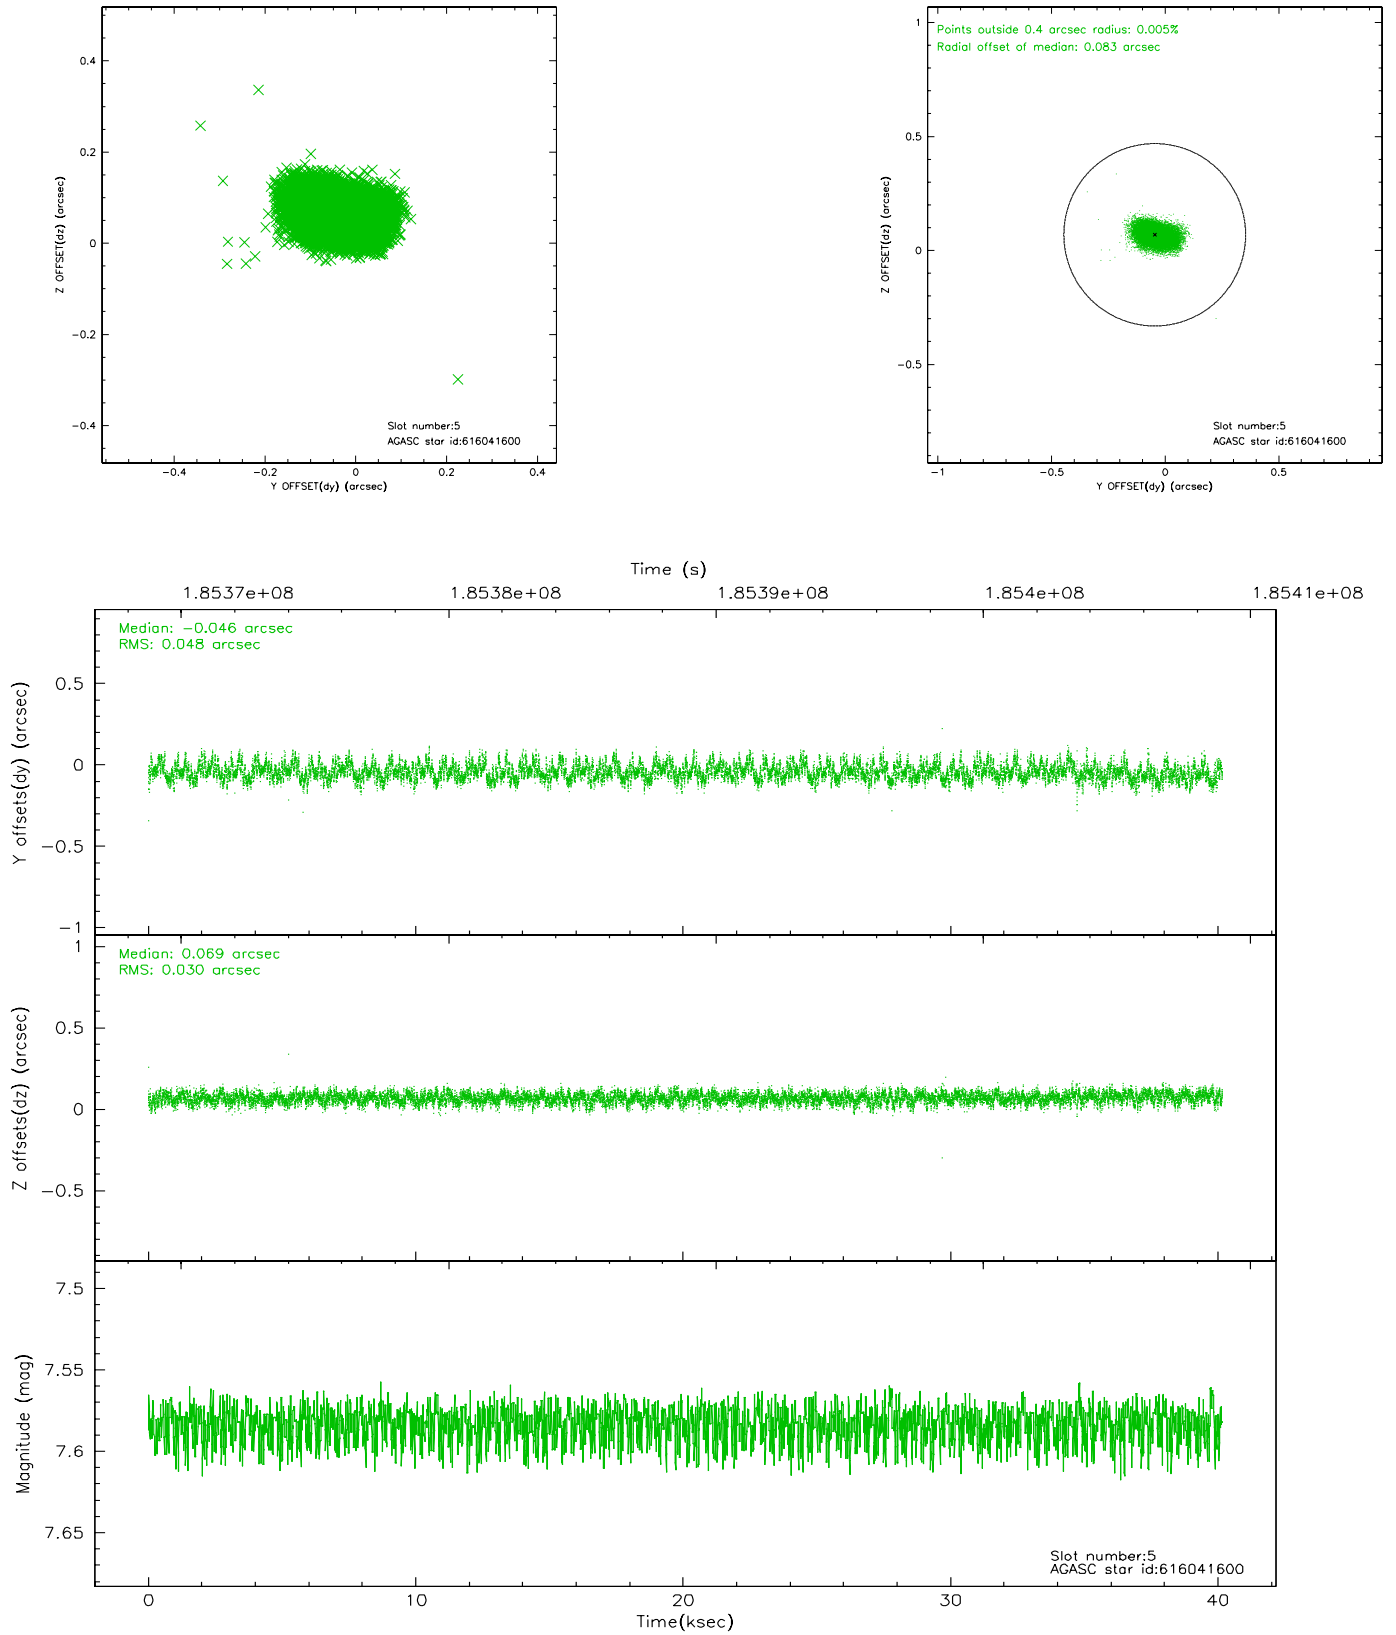 0.4
0.2
0
-0.2
-0.4
Z OFFSET(dz) (arcsec)
Slot number:5
AGASC star id:616041600
-0.4 -0.2 0 0.2 0.4
Y OFFSET(dy) (arcsec)
Points outside 0.4 arcsec radius: 0.005%
Radial offset of median: 0.083 arcsec
1
0.5
0
-0.5
Z OFFSET(dz) (arcsec)
Slot number:5
AGASC star id:616041600
-1 -0.5 0 0.5
Y OFFSET(dy) (arcsec)
Time (s)
1.8537e+08 1.8538e+08 1.8539e+08 1.854e+08 1.8541e+08
Median: -0.046 arcsec
RMS: 0.048 arcsec
0.5
0
-0.5
-1
Y offsets(dy) (arcsec)
Median: 0.069 arcsec
RMS: 0.030 arcsec
1
0.5
0
-0.5
Z offsets(dz) (arcsec)
7.5
7.55
7.6
7.65
Magnitude (mag)
Slot number:5
AGASC star id:616041600
0 10 20 30 40
Time(ksec)